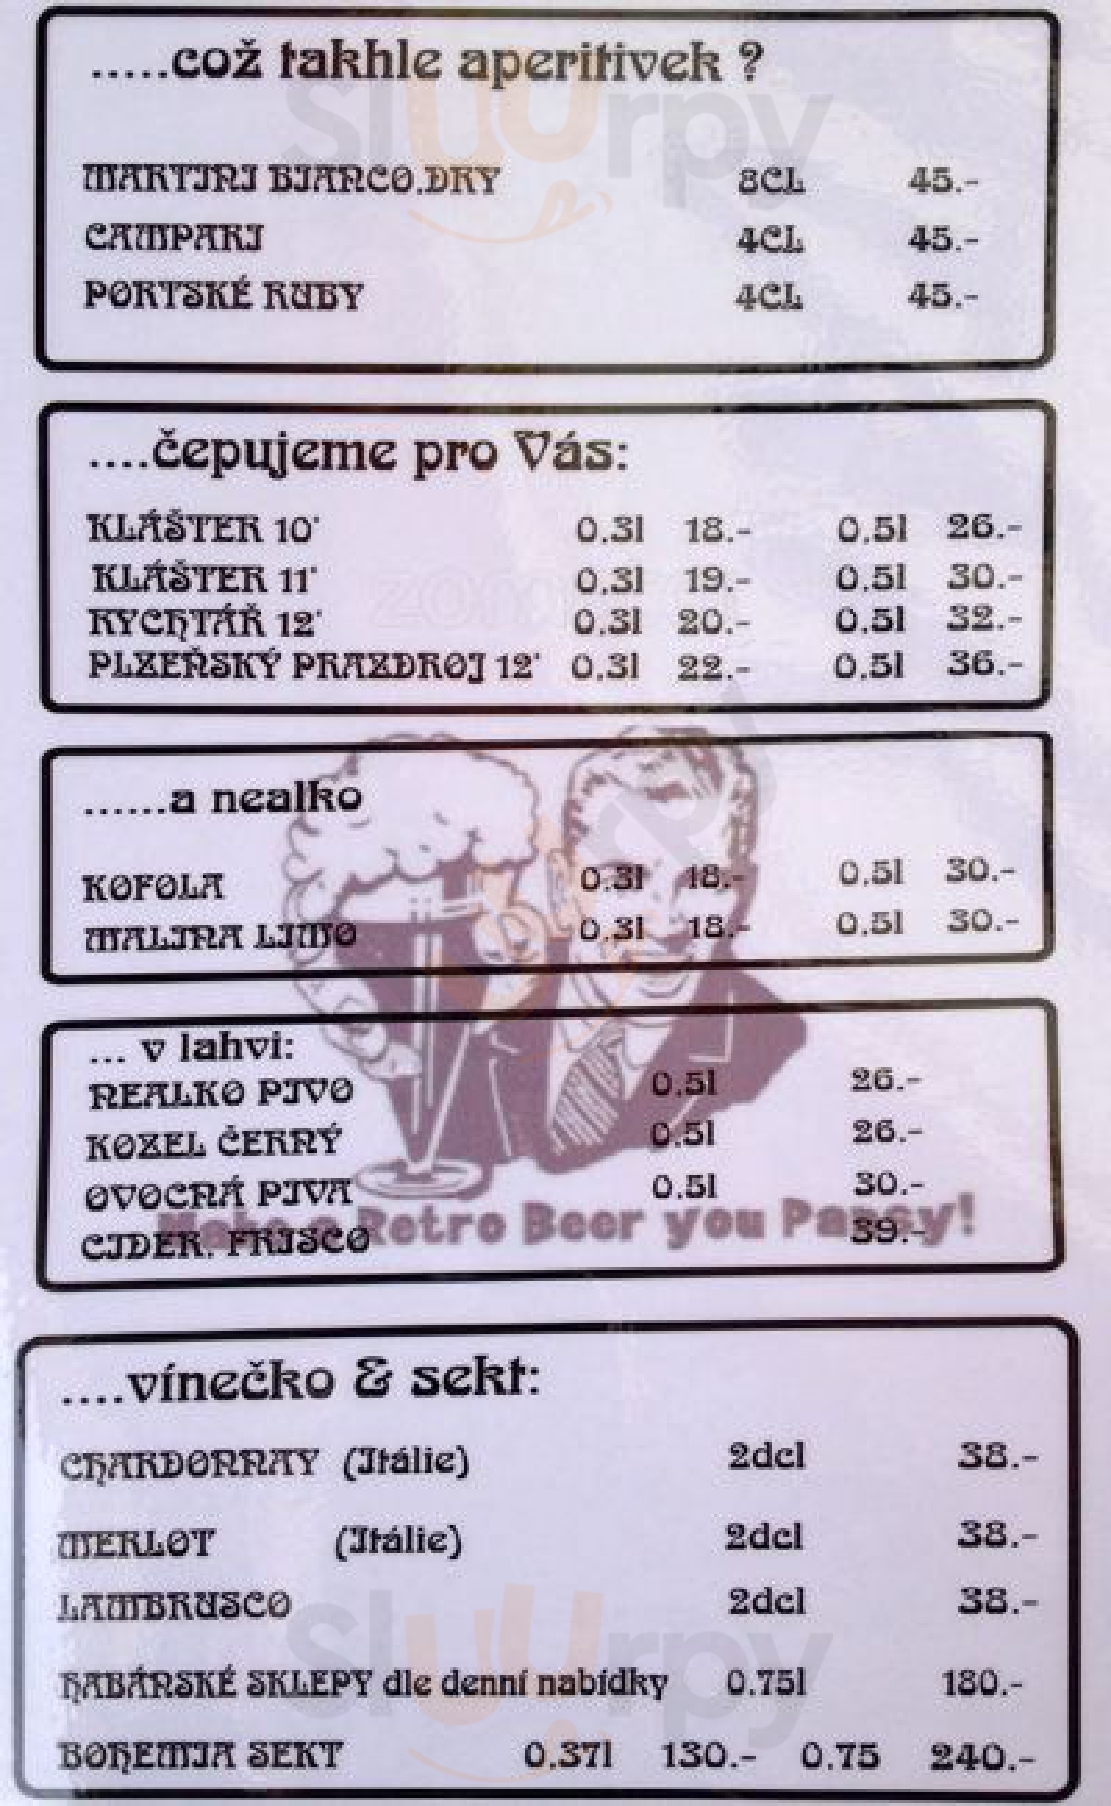 .....což takhle aperitivek ?
MARTINI BIANCO.DRY 8CL 45.-
CAMPARI 4CL 45.-
PORTSKÉ RUBY 4CL 45.-
....čepujeme pro Vás:
KLÁŠTER 10° 0.3l 18.- 0.5l 26.-
KLÁŠTER 11° 0.3l 19.- 0.5l 30.-
RYCHTÁŘ 12° 0.3l 20.- 0.5l 32.-
PLZEŇSKÝ PRAZDROJ 12° 0.3l 22.- 0.5l 36.-
......a nealko
KOFOLA 0.3l 18.- 0.5l 30.-
MALINA LIMO 0.3l 18.- 0.5l 30.-
... v lahvi:
NEALKO PIVO 0.5l 26.-
KOZEL ČERNÝ 0.5l 26.-
OVOCNÁ PIVA 0.5l 30.-
Retro Beer you
CIDER, FRISCO 39.-
....vínečko & sekt:
CHARDONNAY (Itálie) 2dcl 38.-
MERLOT (Itálie) 2dcl 38.-
LAMBRUSCO 2dcl 38.-
HABÁNSKÉ SKLEPY dle denní nabídky 0.75l 180.-
BOHEMIA SEKT 0.37l 130.- 0.75 240.-
sluurpy
sluurpy